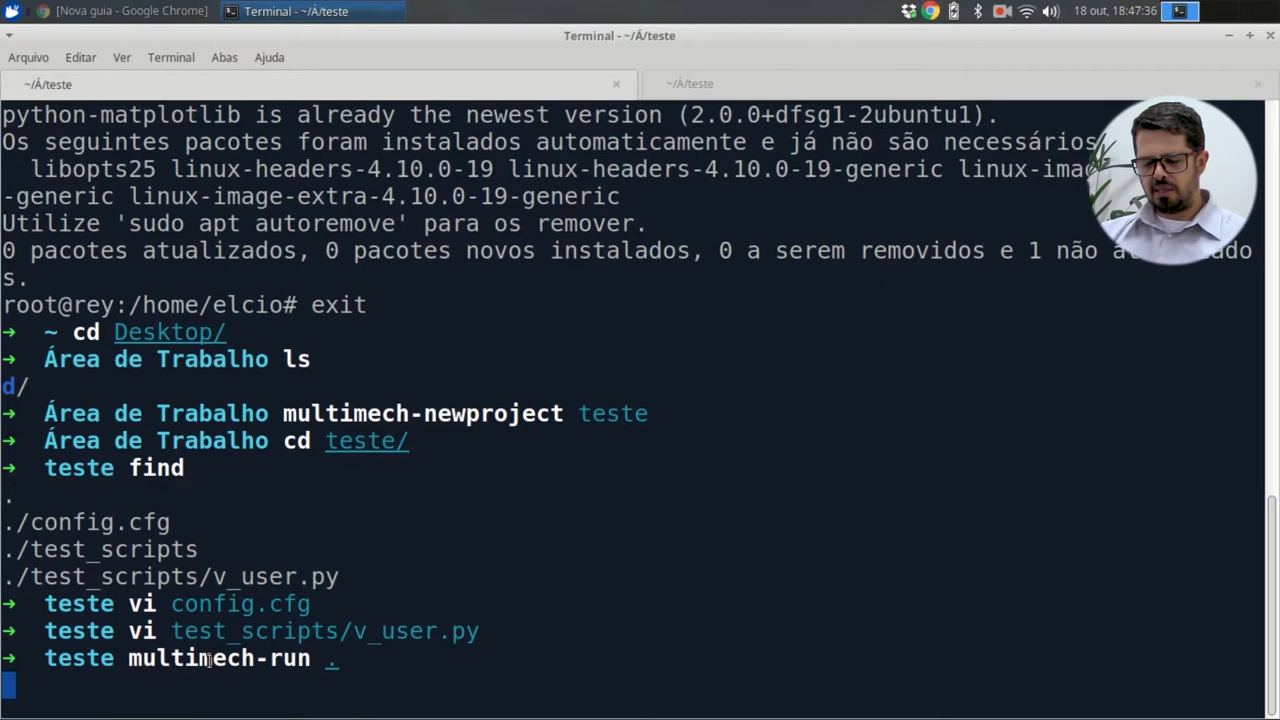 [Nova guia - Google Chrome]
Terminal - ~/Á/teste
18 out, 18:47:36
Terminal - ~/Á/teste
Arquivo Editar Ver Terminal Abas Ajuda
~/Á/teste
~/Á/teste
python-matplotlib is already the newest version (2.0.0+dfsg1-2ubuntu1).
Os seguintes pacotes foram instalados automaticamente e já não são necessários
libopts25 linux-headers-4.10.0-19 linux-headers-4.10.0-19-generic
-generic linux-image-extra-4.10.0-19-generic
Utilize 'sudo apt autoremove' para os remover.
0 pacotes atualizados, 0 pacotes novos instalados, 0 a serem removidos e 1 não
s.
root@rey:/home/elcio# exit
➜ ~ cd Desktop/
➜ Área de Trabalho ls
d/
➜ Área de Trabalho multimech-newproject teste
➜ Área de Trabalho cd teste/
➜ teste find
.
./config.cfg
./test_scripts
./test_scripts/v_user.py
➜ teste vi config.cfg
➜ teste vi test_scripts/v_user.py
➜ teste multimech-run .